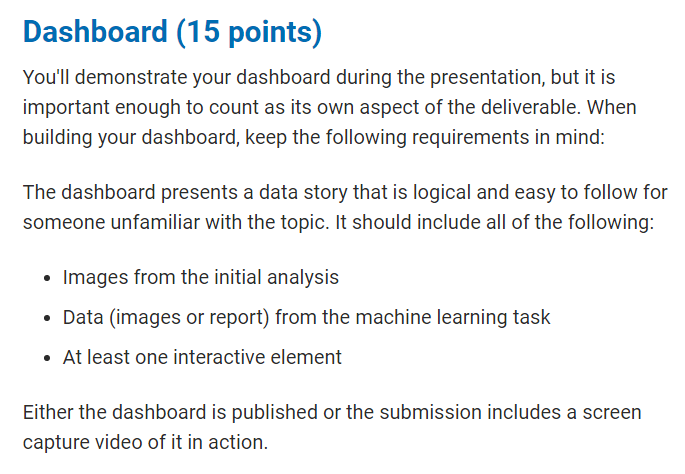 Dashboard (15 points)
You'll demonstrate your dashboard during the presentation, but it is
important enough to count as its own aspect of the deliverable. When
building your dashboard, keep the following requirements in mind:
The dashboard presents a data story that is logical and easy to follow for
someone unfamiliar with the topic. It should include all of the following:
• Images from the initial analysis
• Data (images or report) from the machine learning task
• At least one interactive element
Either the dashboard is published or the submission includes a screen
capture video of it in action.